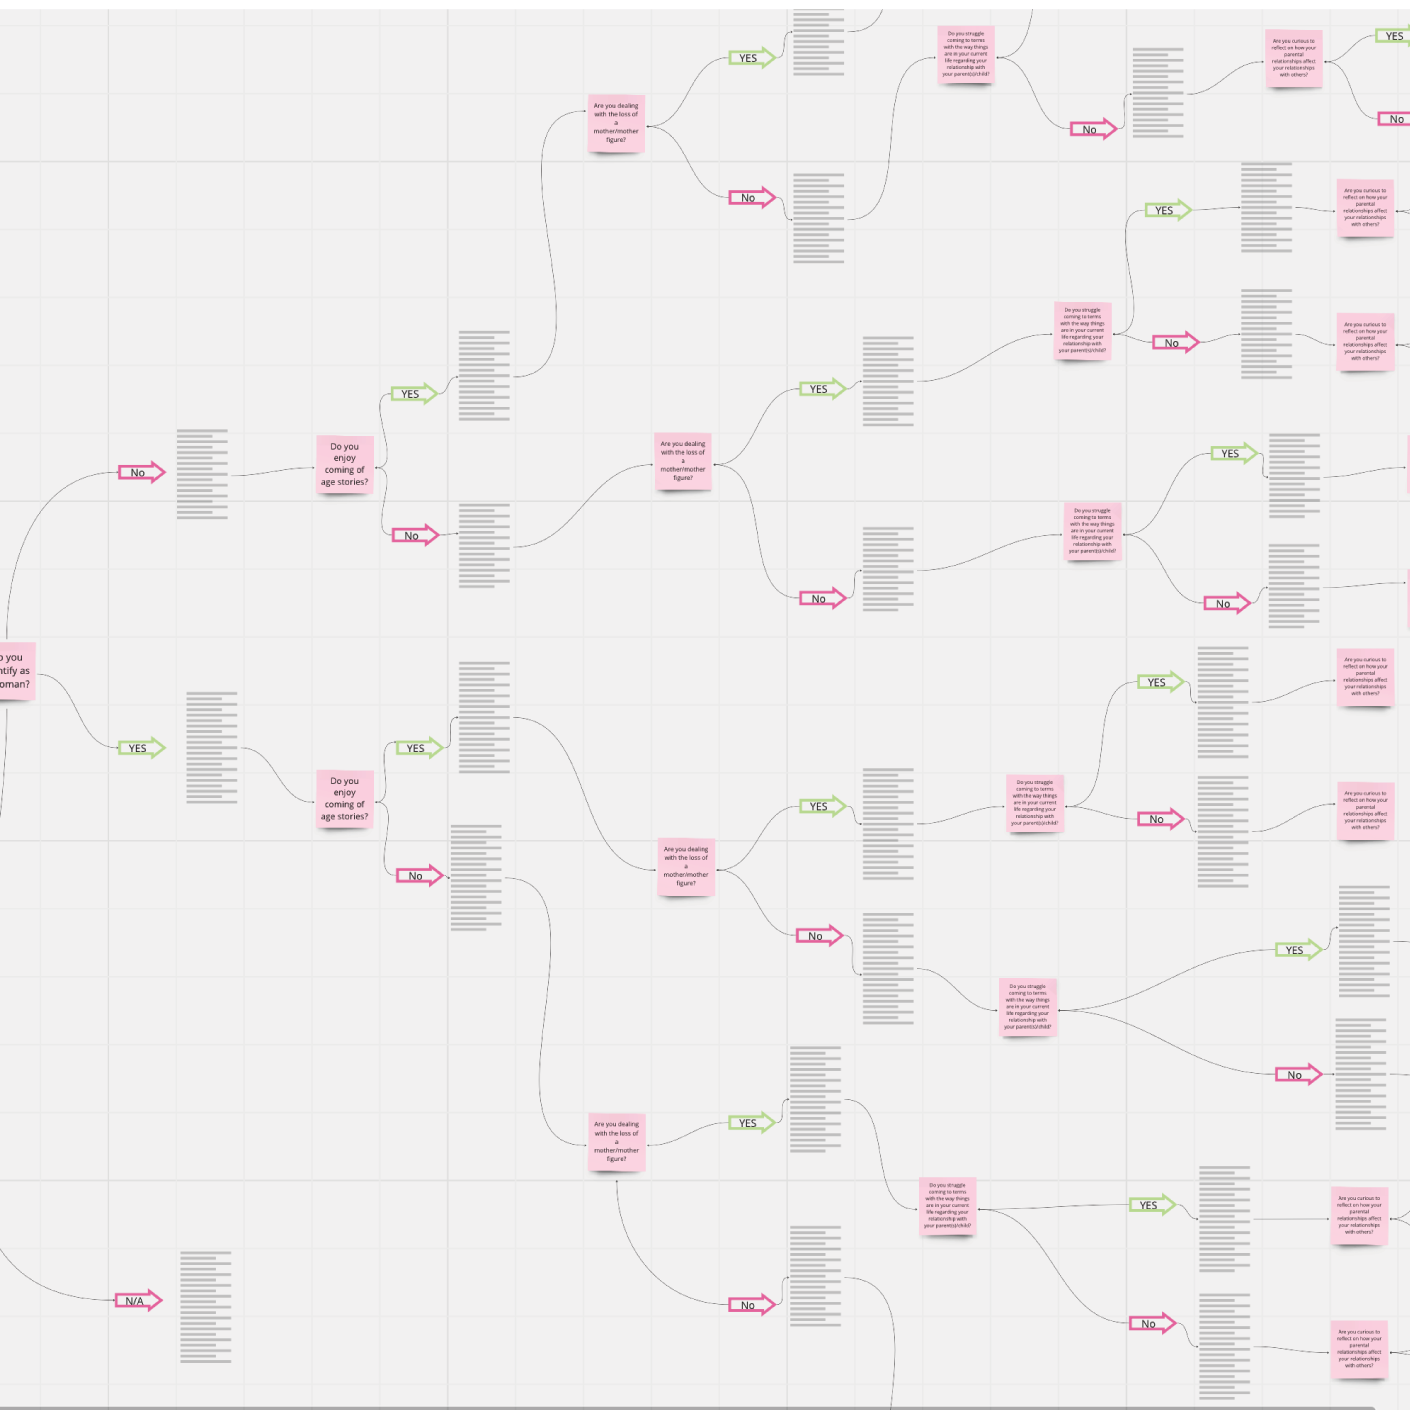 Do you struggle
coming to terms
with the way things
are in your current
life regarding your
relationship with
your parent(s)/child?
YES
Are you curious to
reflect on how your
parental
relationships affect
your relationships
with others?
YES
Are you dealing
with the loss of
a
mother/mother
figure?
No
No
No
YES
Are you curious to
reflect on how your
parental
relationships affect
your relationships
with others?
Do you struggle
coming to terms
with the way things
are in your current
life regarding your
relationship with
your parent(s)/child?
No
Are you curious to
reflect on how your
parental
relationships affect
your relationships
with others?
YES
YES
No
Do you
enjoy
coming of
age stories?
Are you dealing
with the loss of
a
mother/mother
figure?
YES
No
Do you struggle
coming to terms
with the way things
are in your current
life regarding your
relationship with
your parent(s)/child?
No
No
o you
ntify as
oman?
YES
Are you curious to
reflect on how your
parental
relationships affect
your relationships
with others?
YES
YES
Do you
enjoy
coming of
age stories?
YES
Do you struggle
coming to terms
with the way things
are in your current
life regarding your
relationship with
your parent(s)/child?
No
Are you curious to
reflect on how your
parental
relationships affect
your relationships
with others?
No
Are you dealing
with the loss of
a
mother/mother
figure?
No
YES
Do you struggle
coming to terms
with the way things
are in your current
life regarding your
relationship with
your parent(s)/child?
No
Are you dealing
with the loss of
a
mother/mother
figure?
YES
Do you struggle
coming to terms
with the way things
are in your current
life regarding your
relationship with
your parent(s)/child?
YES
Are you curious to
reflect on how your
parental
relationships affect
your relationships
with others?
N/A
No
No
Are you curious to
reflect on how your
parental
relationships affect
your relationships
with others?